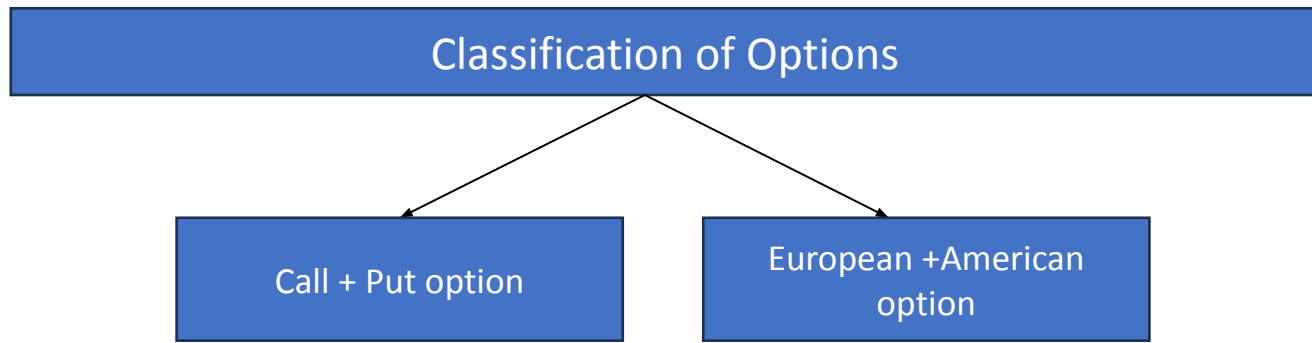 Classification of Options
Call + Put option
European +American
option